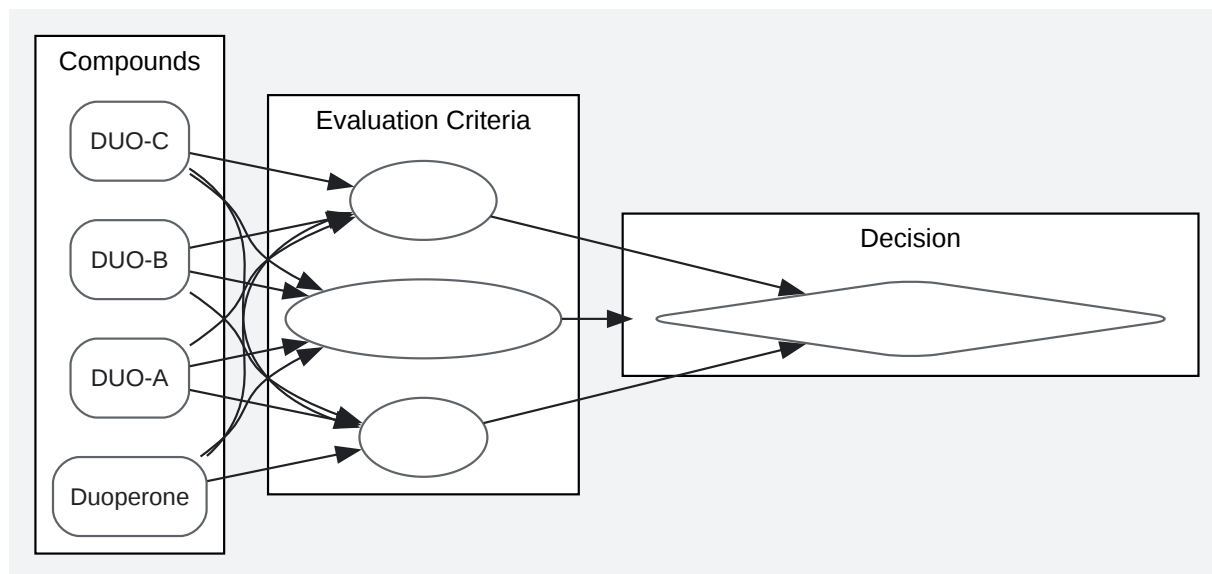 Compounds
DUO-C
DUO-B
DUO-A
Duoperone
Evaluation Criteria
Decision